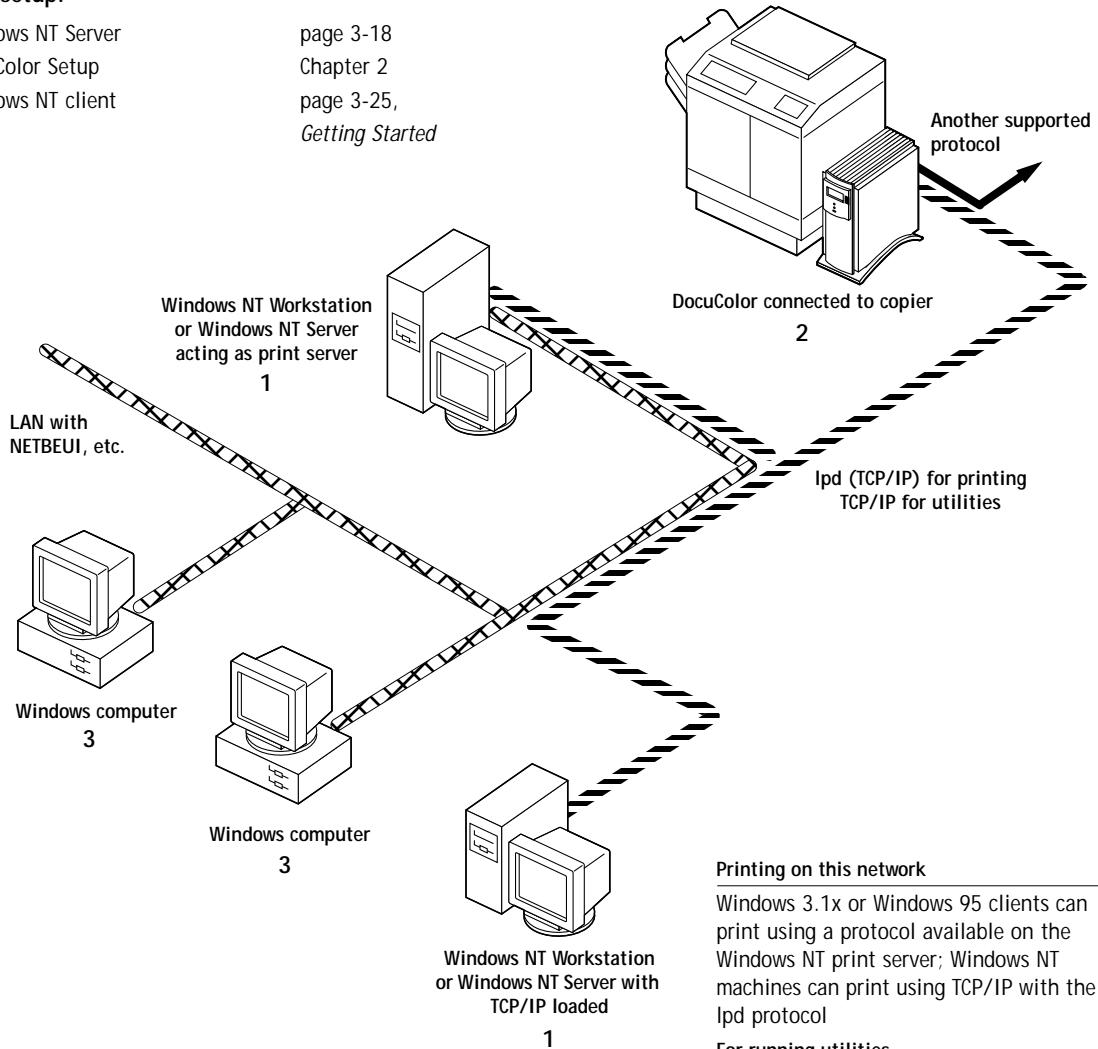 setup:
ows NT Server page 3-18
Color Setup Chapter 2
ows NT client page 3-25,
Getting Started
Another supported
protocol
DocuColor connected to copier
2
Windows NT Workstation
or Windows NT Server
acting as print server
1
LAN with
NETBEUI, etc.
lpd (TCP/IP) for printing
TCP/IP for utilities
Windows computer
3
Windows computer
3
Windows NT Workstation
or Windows NT Server with
TCP/IP loaded
1
Printing on this network
Windows 3.1x or Windows 95 clients can
print using a protocol available on the
Windows NT print server; Windows NT
machines can print using TCP/IP with the
lpd protocol
For running utilities